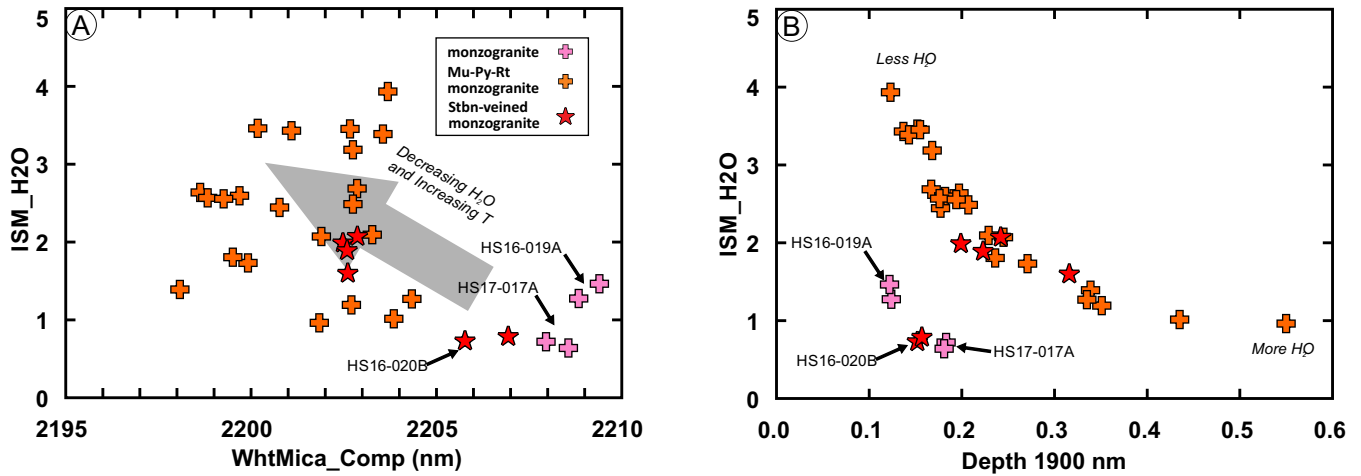 A
5
4
3
2
1
0
ISM_H2O
monzogranite
Mu-Py-Rt
monzogranite
Stbn-veined
monzogranite
Decreasing H₂O
and Increasing T
HS16-019A
HS17-017A
HS16-020B
2195
2200
2205
2210
WhtMica_Comp (nm)
B
5
4
3
2
1
0
ISM_H2O
Less H₂O
HS16-019A
HS16-020B
HS17-017A
More H₂O
0.0
0.1
0.2
0.3
0.4
0.5
0.6
Depth 1900 nm